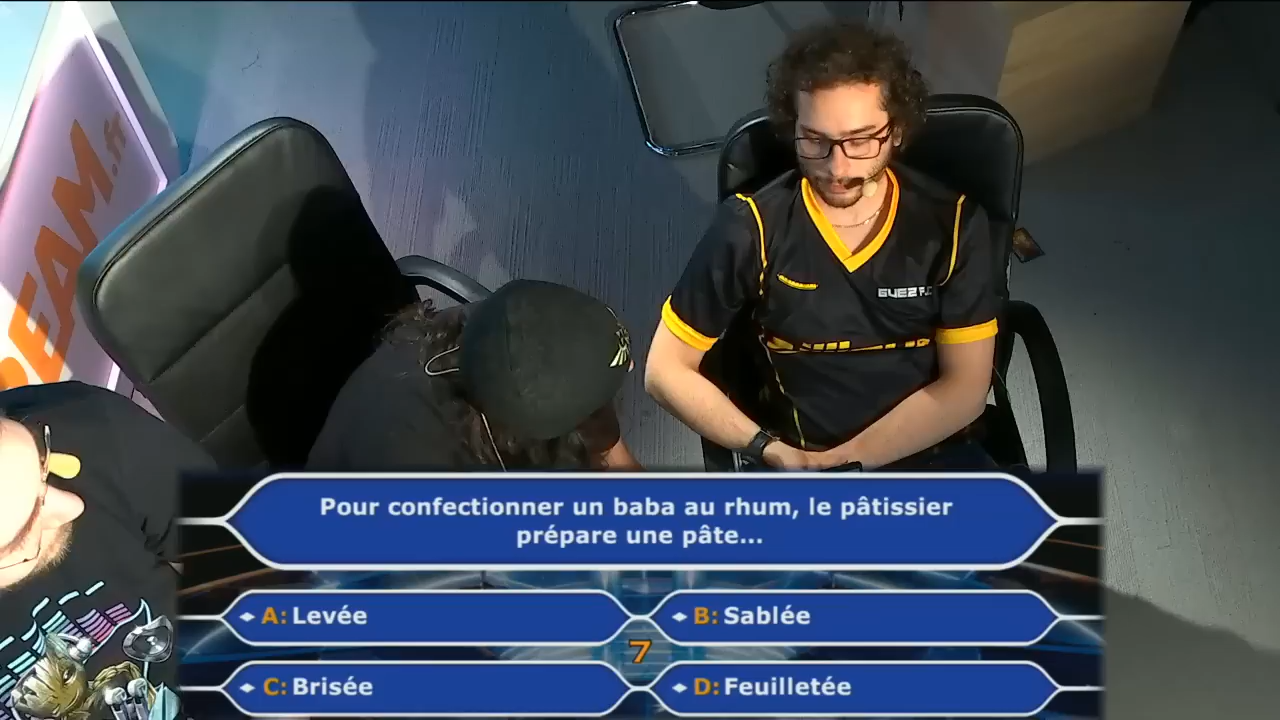 EAM.fr
GUEZ F.C
Pour confectionner un baba au rhum, le pâtissier
prépare une pâte...
A: Levée
B: Sablée
7
C: Brisée
D: Feuilletée